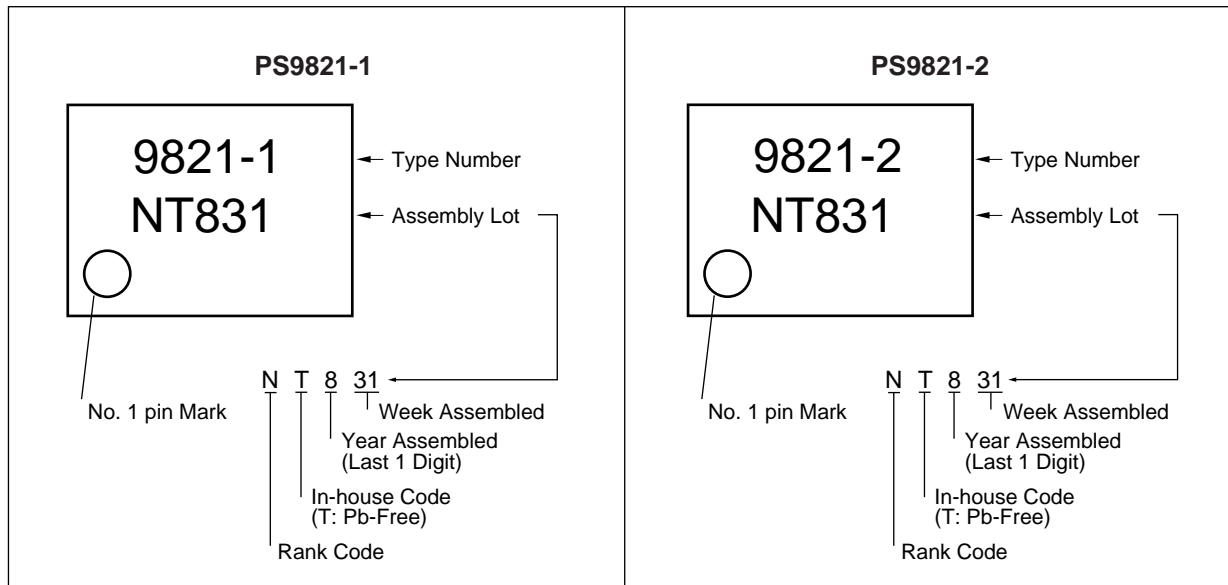 PS9821-1
9821-1
NT831
Type Number
Assembly Lot
No. 1 pin Mark
N T 8 31
Week Assembled
Year Assembled
(Last 1 Digit)
In-house Code
(T: Pb-Free)
Rank Code
PS9821-2
9821-2
NT831
Type Number
Assembly Lot
No. 1 pin Mark
N T 8 31
Week Assembled
Year Assembled
(Last 1 Digit)
In-house Code
(T: Pb-Free)
Rank Code